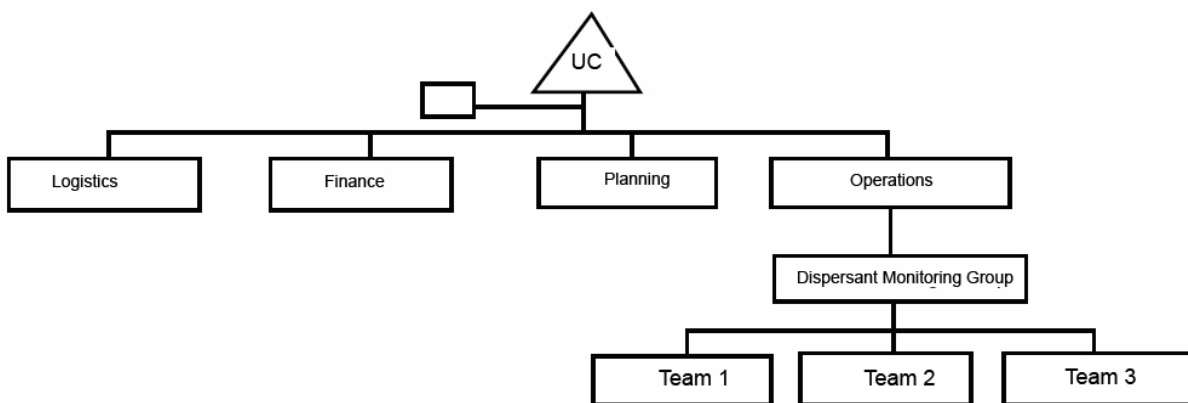 UC
Logistics
Finance
Planning
Operations
Dispersant Monitoring Group
Team 1
Team 2
Team 3